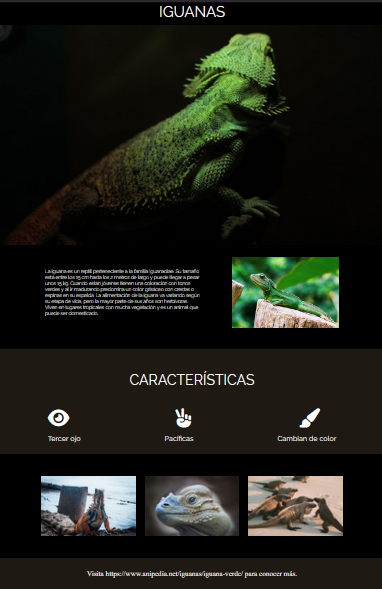 IGUANAS
La iguana es un reptil perteneciente a la familia iguanadae. Su tamaño
está entre los 15 cm hasta los 2 metros de largo y puede llegar a pesar
unos 15 kg. Cuando están jóvenes tienen una coloración con tonos
verdes y al ir madurando predomina un color grisáceo con crestas o
espinas en su espalda. La alimentación de la iguana va variando según
su etapa de vida, pero la mayor parte de sus años son herbívoras.
Viven en lugares tropicales con mucha vegetación y es un animal que
puede ser domesticado.
CARACTERÍSTICAS
Tercer ojo
Pacíficas
Cambian de color
Visita https://www.anipedia.net/iguanas/iguana-verde/ para conocer más.